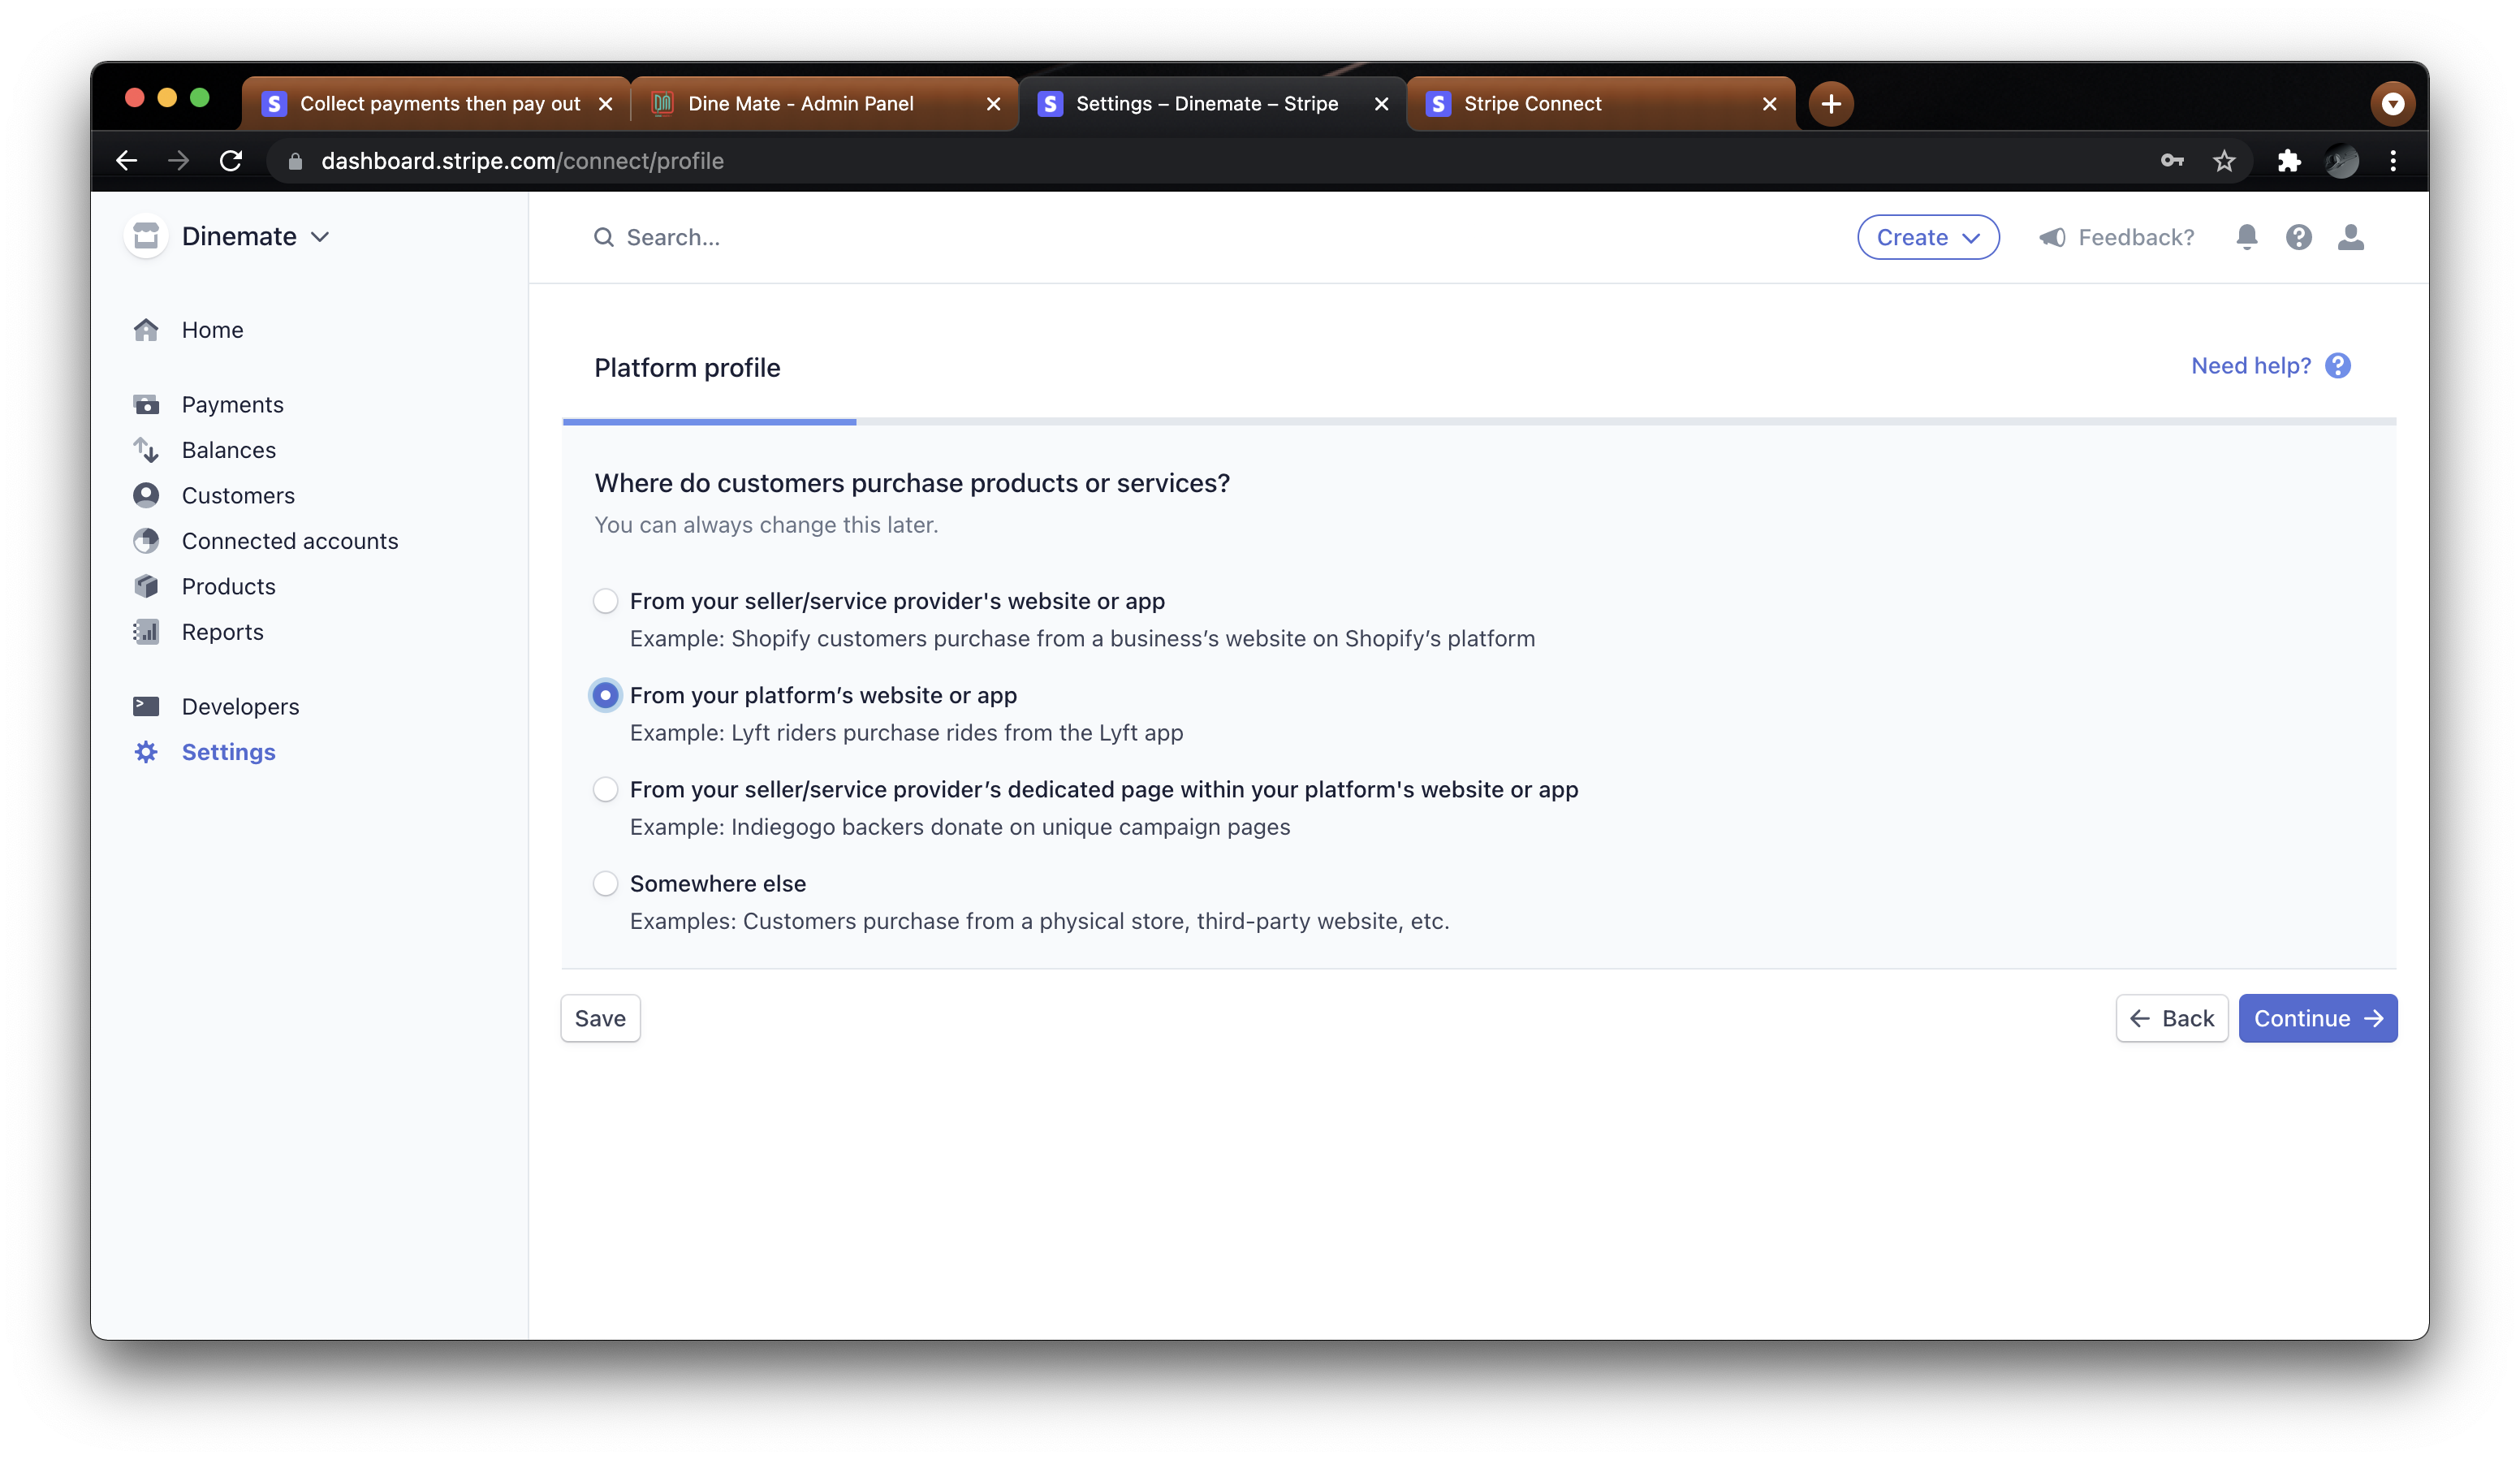 Collect payments then pay out
Dine Mate - Admin Panel
Settings – Dinemate – Stripe
Stripe Connect
dashboard.stripe.com/connect/profile
Dinemate
Search...
Create
Feedback?
Home
Payments
Balances
Customers
Connected accounts
Products
Reports
Developers
Settings
Platform profile
Need help?
Where do customers purchase products or services?
You can always change this later.
From your seller/service provider's website or app
Example: Shopify customers purchase from a business’s website on Shopify’s platform
From your platform’s website or app
Example: Lyft riders purchase rides from the Lyft app
From your seller/service provider’s dedicated page within your platform's website or app
Example: Indiegogo backers donate on unique campaign pages
Somewhere else
Examples: Customers purchase from a physical store, third-party website, etc.
Save
Back
Continue